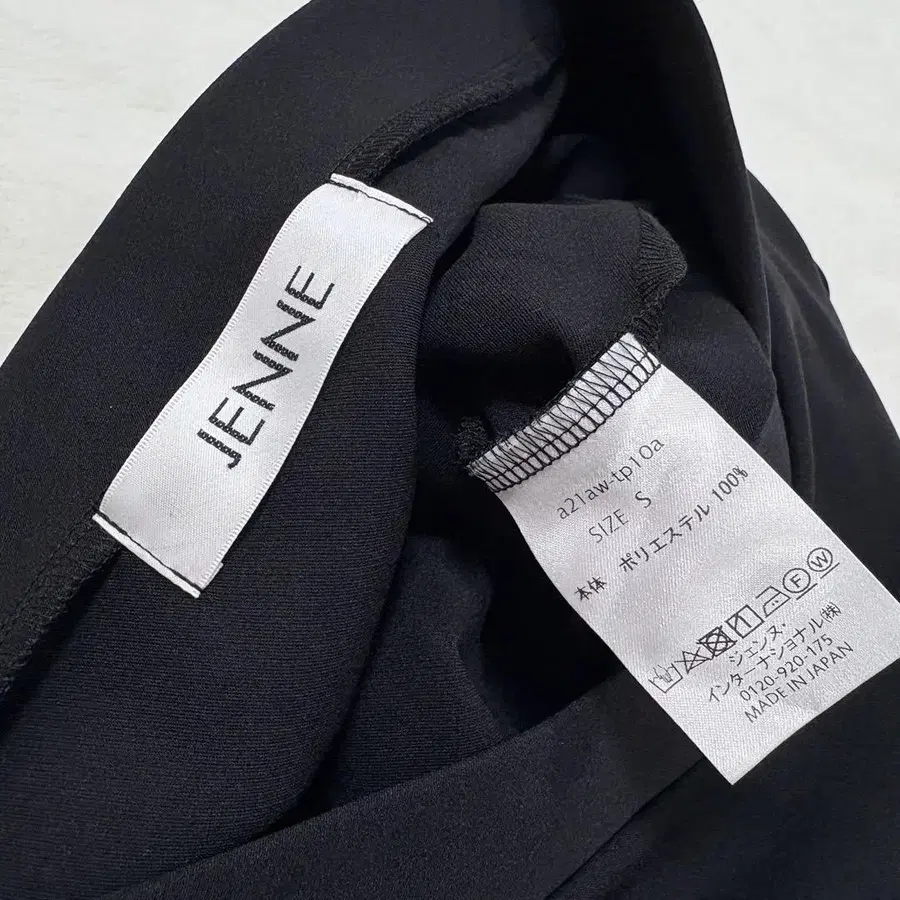 JENNE
a21aw-tp10a
SIZE S
本体 ポリエステル 100%
F W
ジェンヌ・
インターナショナル(株)
0120-920-175
MADE IN JAPAN